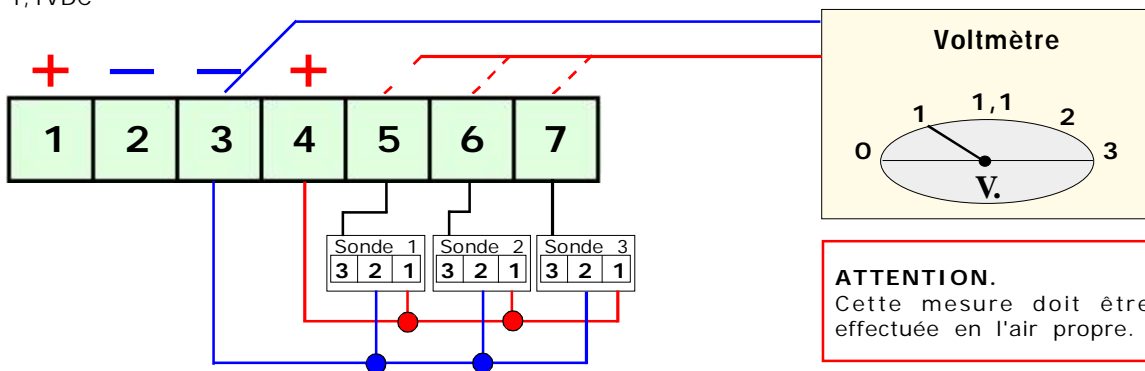 1,1VDC
+ − − +
1 2 3 4 5 6 7
Voltmètre
0 1 1,1 2 3
V.
Sonde 1 Sonde 2 Sonde 3
3 2 1 3 2 1 3 2 1
ATTENTION.
Cette mesure doit être
effectuée en l'air propre.